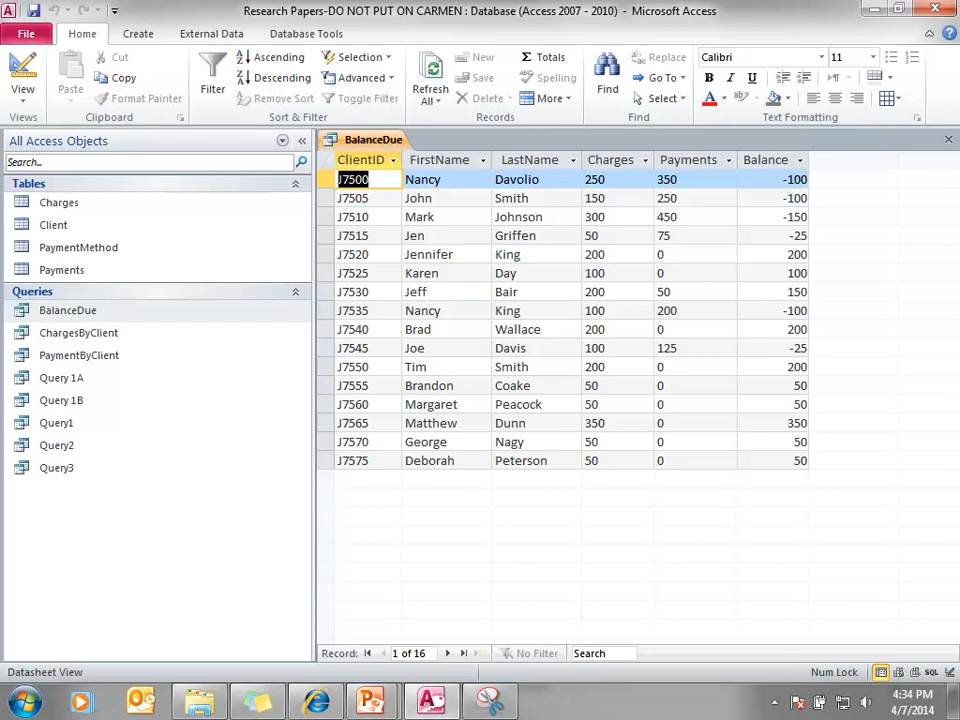 Research Papers-DO NOT PUT ON CARMEN : Database (Access 2007 - 2010) - Microsoft Access
File Home Create External Data Database Tools
View
Views
Paste
Cut
Copy
Format Painter
Clipboard
Filter
Ascending
Descending
Remove Sort
Selection
Advanced
Toggle Filter
Sort & Filter
Refresh All
New
Save
Delete
Totals
Spelling
More
Records
Find
Replace
Go To
Select
Find
Calibri 11
B I U
Text Formatting
All Access Objects
Search...
Tables
Charges
Client
PaymentMethod
Payments
Queries
BalanceDue
ChargesByClient
PaymentByClient
Query 1A
Query 1B
Query1
Query2
Query3
BalanceDue
ClientID FirstName LastName Charges Payments Balance
J7500 Nancy Davolio 250 350 -100
J7505 John Smith 150 250 -100
J7510 Mark Johnson 300 450 -150
J7515 Jen Griffen 50 75 -25
J7520 Jennifer King 200 0 200
J7525 Karen Day 100 0 100
J7530 Jeff Bair 200 50 150
J7535 Nancy King 100 200 -100
J7540 Brad Wallace 200 0 200
J7545 Joe Davis 100 125 -25
J7550 Tim Smith 200 0 200
J7555 Brandon Coake 50 0 50
J7560 Margaret Peacock 50 0 50
J7565 Matthew Dunn 350 0 350
J7570 George Nagy 50 0 50
J7575 Deborah Peterson 50 0 50
Record: 1 of 16 No Filter Search
Datasheet View
Num Lock
SQL
4:34 PM
4/7/2014